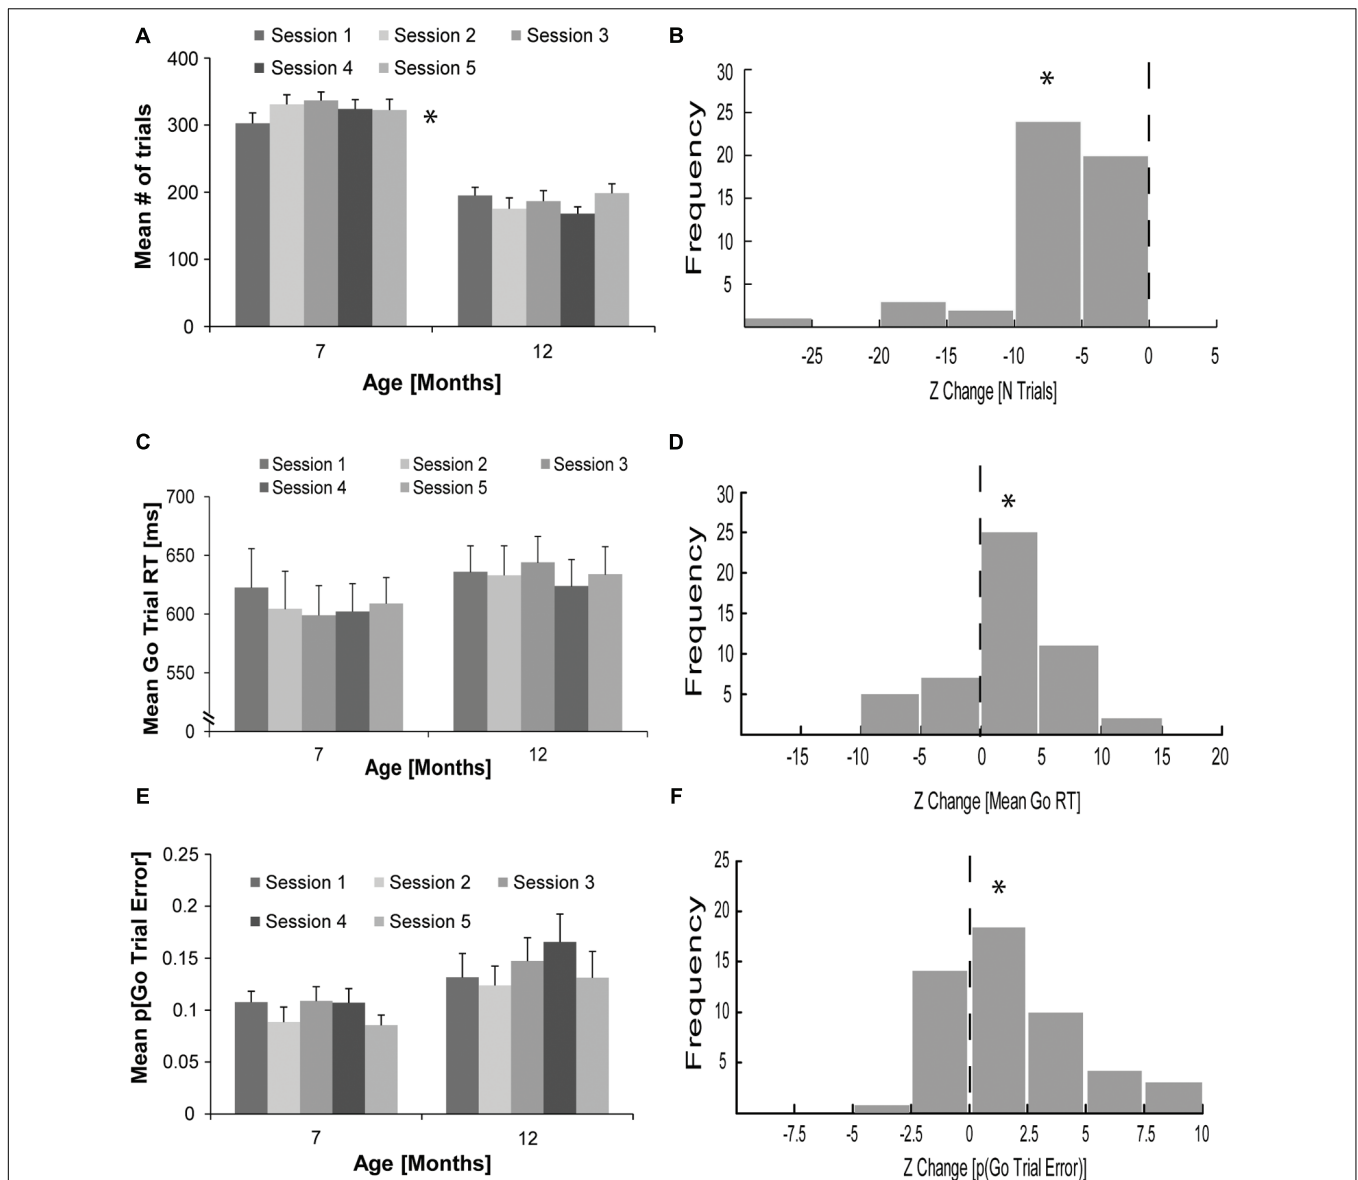 A
Session 1 Session 2 Session 3
Session 4 Session 5
400
300
200
100
0
Mean # of trials
*
7 12
Age [Months]
B
*
30
25
20
15
10
5
Frequency
-25 -20 -15 -10 -5 0 5
Z Change [N Trials]
C
Session 1 Session 2 Session 3
Session 4 Session 5
700
650
600
550
0
Mean Go Trial RT [ms]
7 12
Age [Months]
D
*
30
25
20
15
10
5
Frequency
-15 -10 -5 0 5 10 15 20
Z Change [Mean Go RT]
E
Session 1 Session 2 Session 3
Session 4 Session 5
0.25
0.2
0.15
0.1
0.05
0
Mean p[Go Trial Error]
7 12
Age [Months]
F
*
25
20
15
10
5
Frequency
-7.5 -5 -2.5 0 2.5 5 7.5 10
Z Change [p(Go Trial Error)]